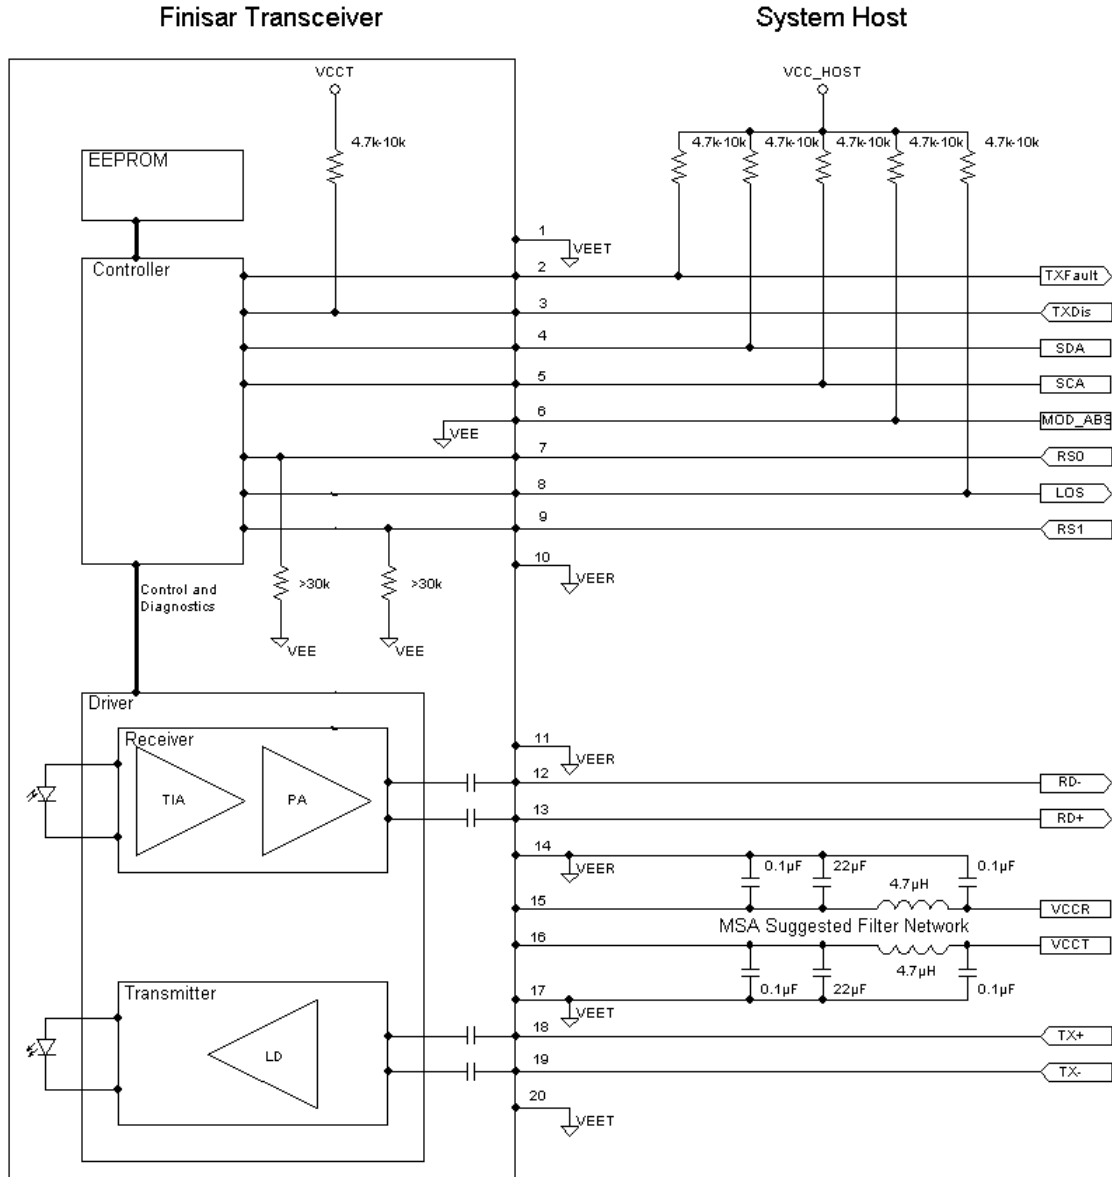 Finisar Transceiver
System Host
VCCT
VCC_HOST
4.7k-10k
4.7k-10k
4.7k-10k
4.7k-10k
4.7k-10k
4.7k-10k
EEPROM
Controller
1
VEET
2
TXFault
3
TXDis
4
SDA
5
SCA
6
VEE
MOD_ABS
7
RS0
8
LOS
9
RS1
10
VEER
>30k
>30k
Control and
Diagnostics
VEE
VEE
Driver
Receiver
TIA
PA
11
VEER
12
RD-
13
RD+
14
VEER
0.1µF
22µF
0.1µF
4.7µH
15
VCCR
MSA Suggested Filter Network
16
VCCT
4.7µH
0.1µF
22µF
0.1µF
17
VEET
Transmitter
LD
18
TX+
19
TX-
20
VEET